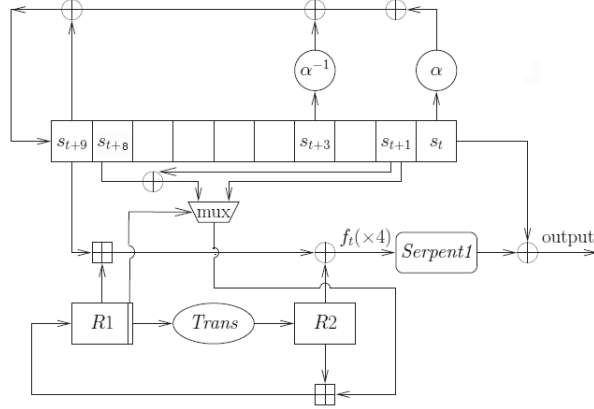 α⁻¹ α
s_{t+9} s_{t+8} s_{t+3} s_{t+1} s_t
mux
f_t(×4) Serpent1 output
R1 Trans R2